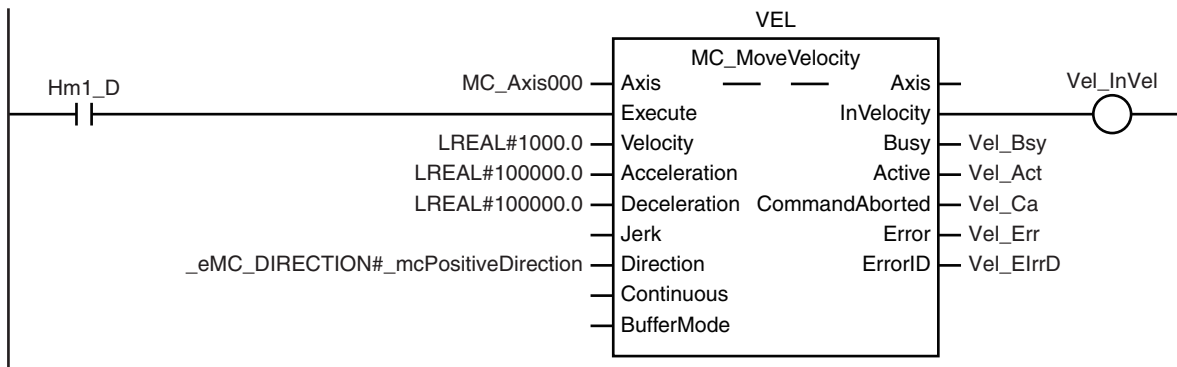 VEL
MC_MoveVelocity
Hm1_D
MC_Axis000 Axis Axis Vel_InVel
Execute InVelocity
LREAL#1000.0 Velocity Busy Vel_Bsy
LREAL#100000.0 Acceleration Active Vel_Act
LREAL#100000.0 Deceleration CommandAborted Vel_Ca
Jerk Error Vel_Err
_eMC_DIRECTION#_mcPositiveDirection Direction ErrorID Vel_EIrrD
Continuous
BufferMode